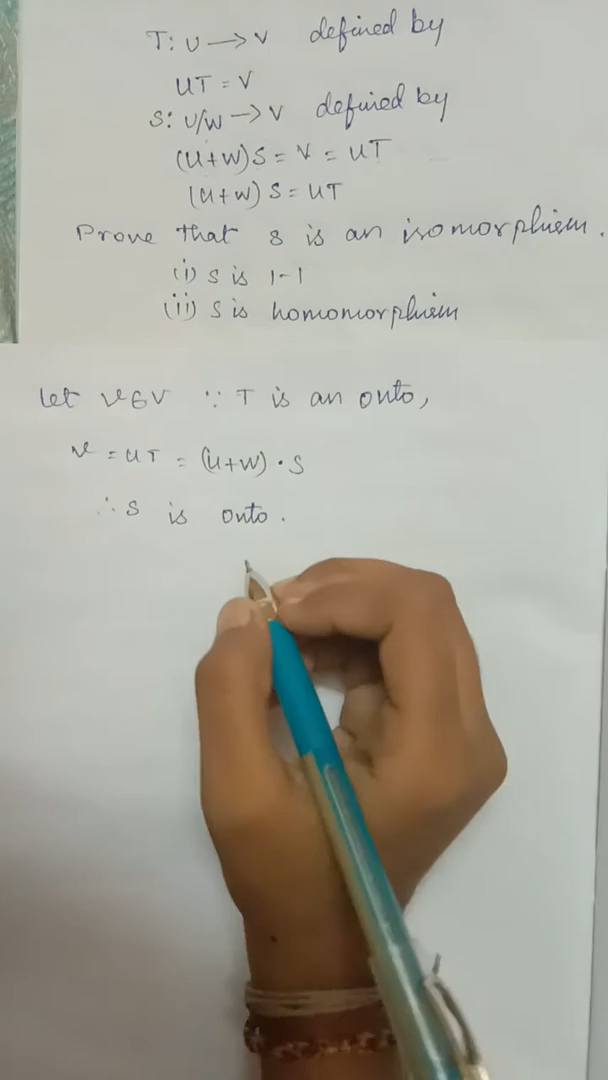 T: U → V defined by
UT = V
S: U/W → V defined by
(U+W)S = V = UT
(U+W) S = UT
Prove that S is an isomorphism.
(i) S is 1-1
(ii) S is homomorphism
Let v∈V ∵ T is an onto,
v = UT = (U+W)·S
∴ S is onto.